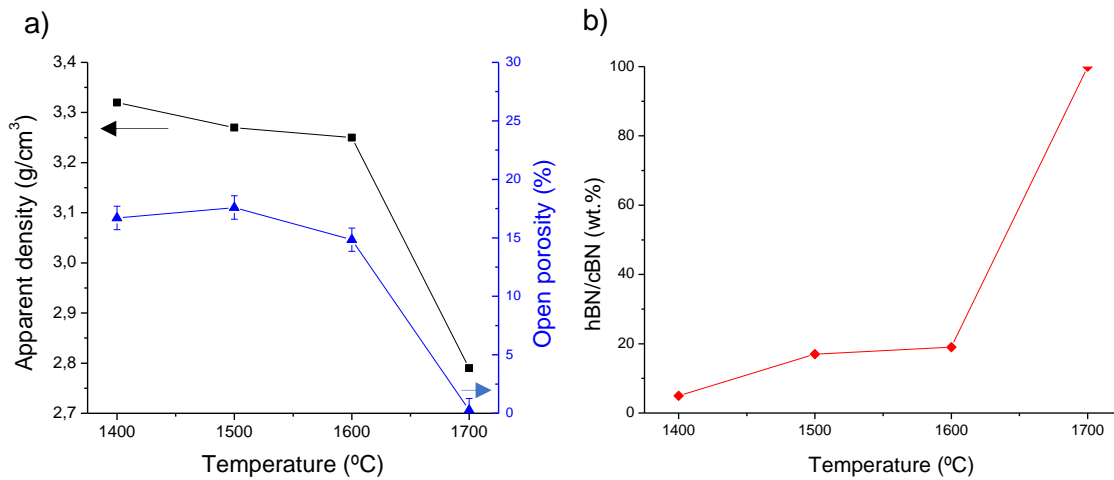 a)
3,4
3,3
3,2
3,1
3,0
2,9
2,8
2,7
Apparent density (g/cm³)
1400 1500 1600 1700
Temperature (ºC)
30
25
20
15
10
5
0
Open porosity (%)
b)
100
80
60
40
20
0
hBN/cBN (wt.%)
1400 1500 1600 1700
Temperature (ºC)